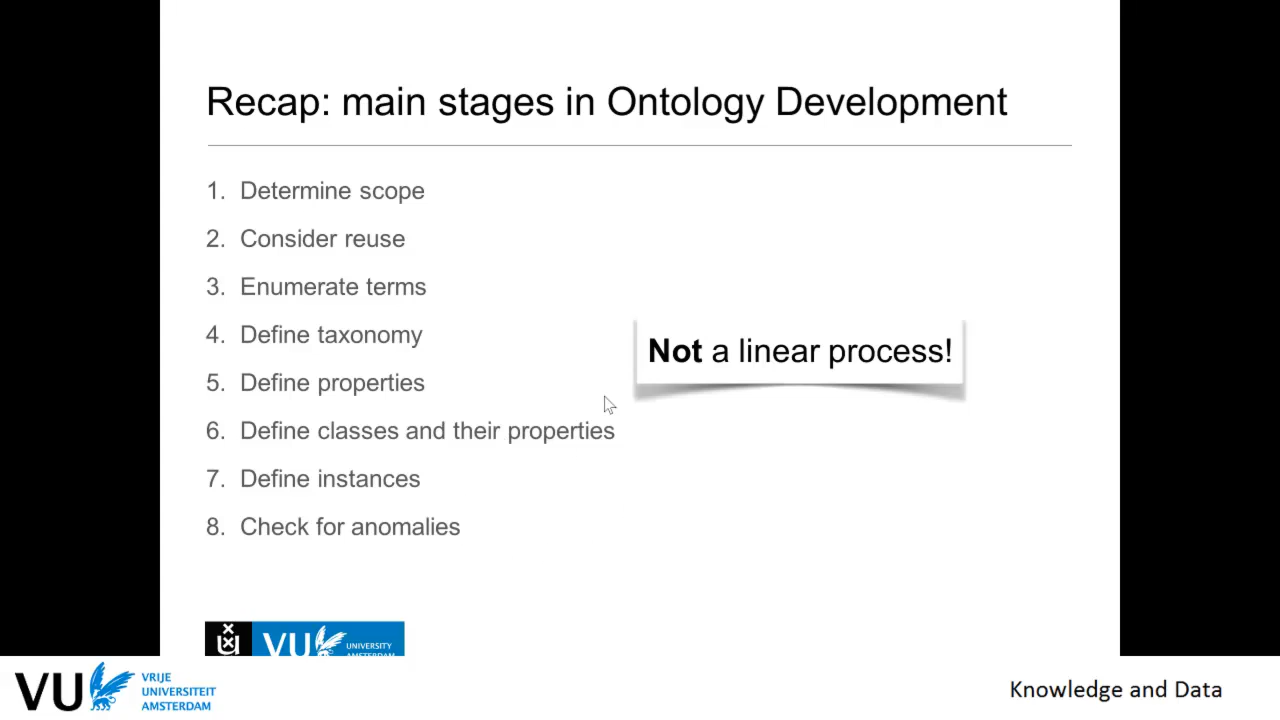 Recap: main stages in Ontology Development
1. Determine scope
2. Consider reuse
3. Enumerate terms
4. Define taxonomy
5. Define properties
6. Define classes and their properties
7. Define instances
8. Check for anomalies
Not a linear process!
VU UNIVERSITY
AMSTERDAM
VU VRIJE
UNIVERSITEIT
AMSTERDAM
Knowledge and Data